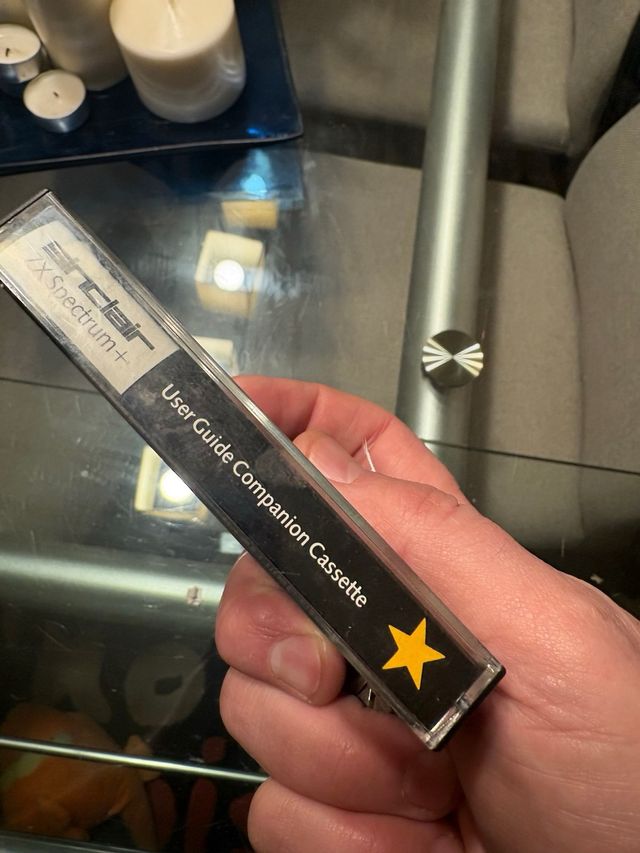 sinclair
ZX Spectrum+
User Guide Companion Cassette